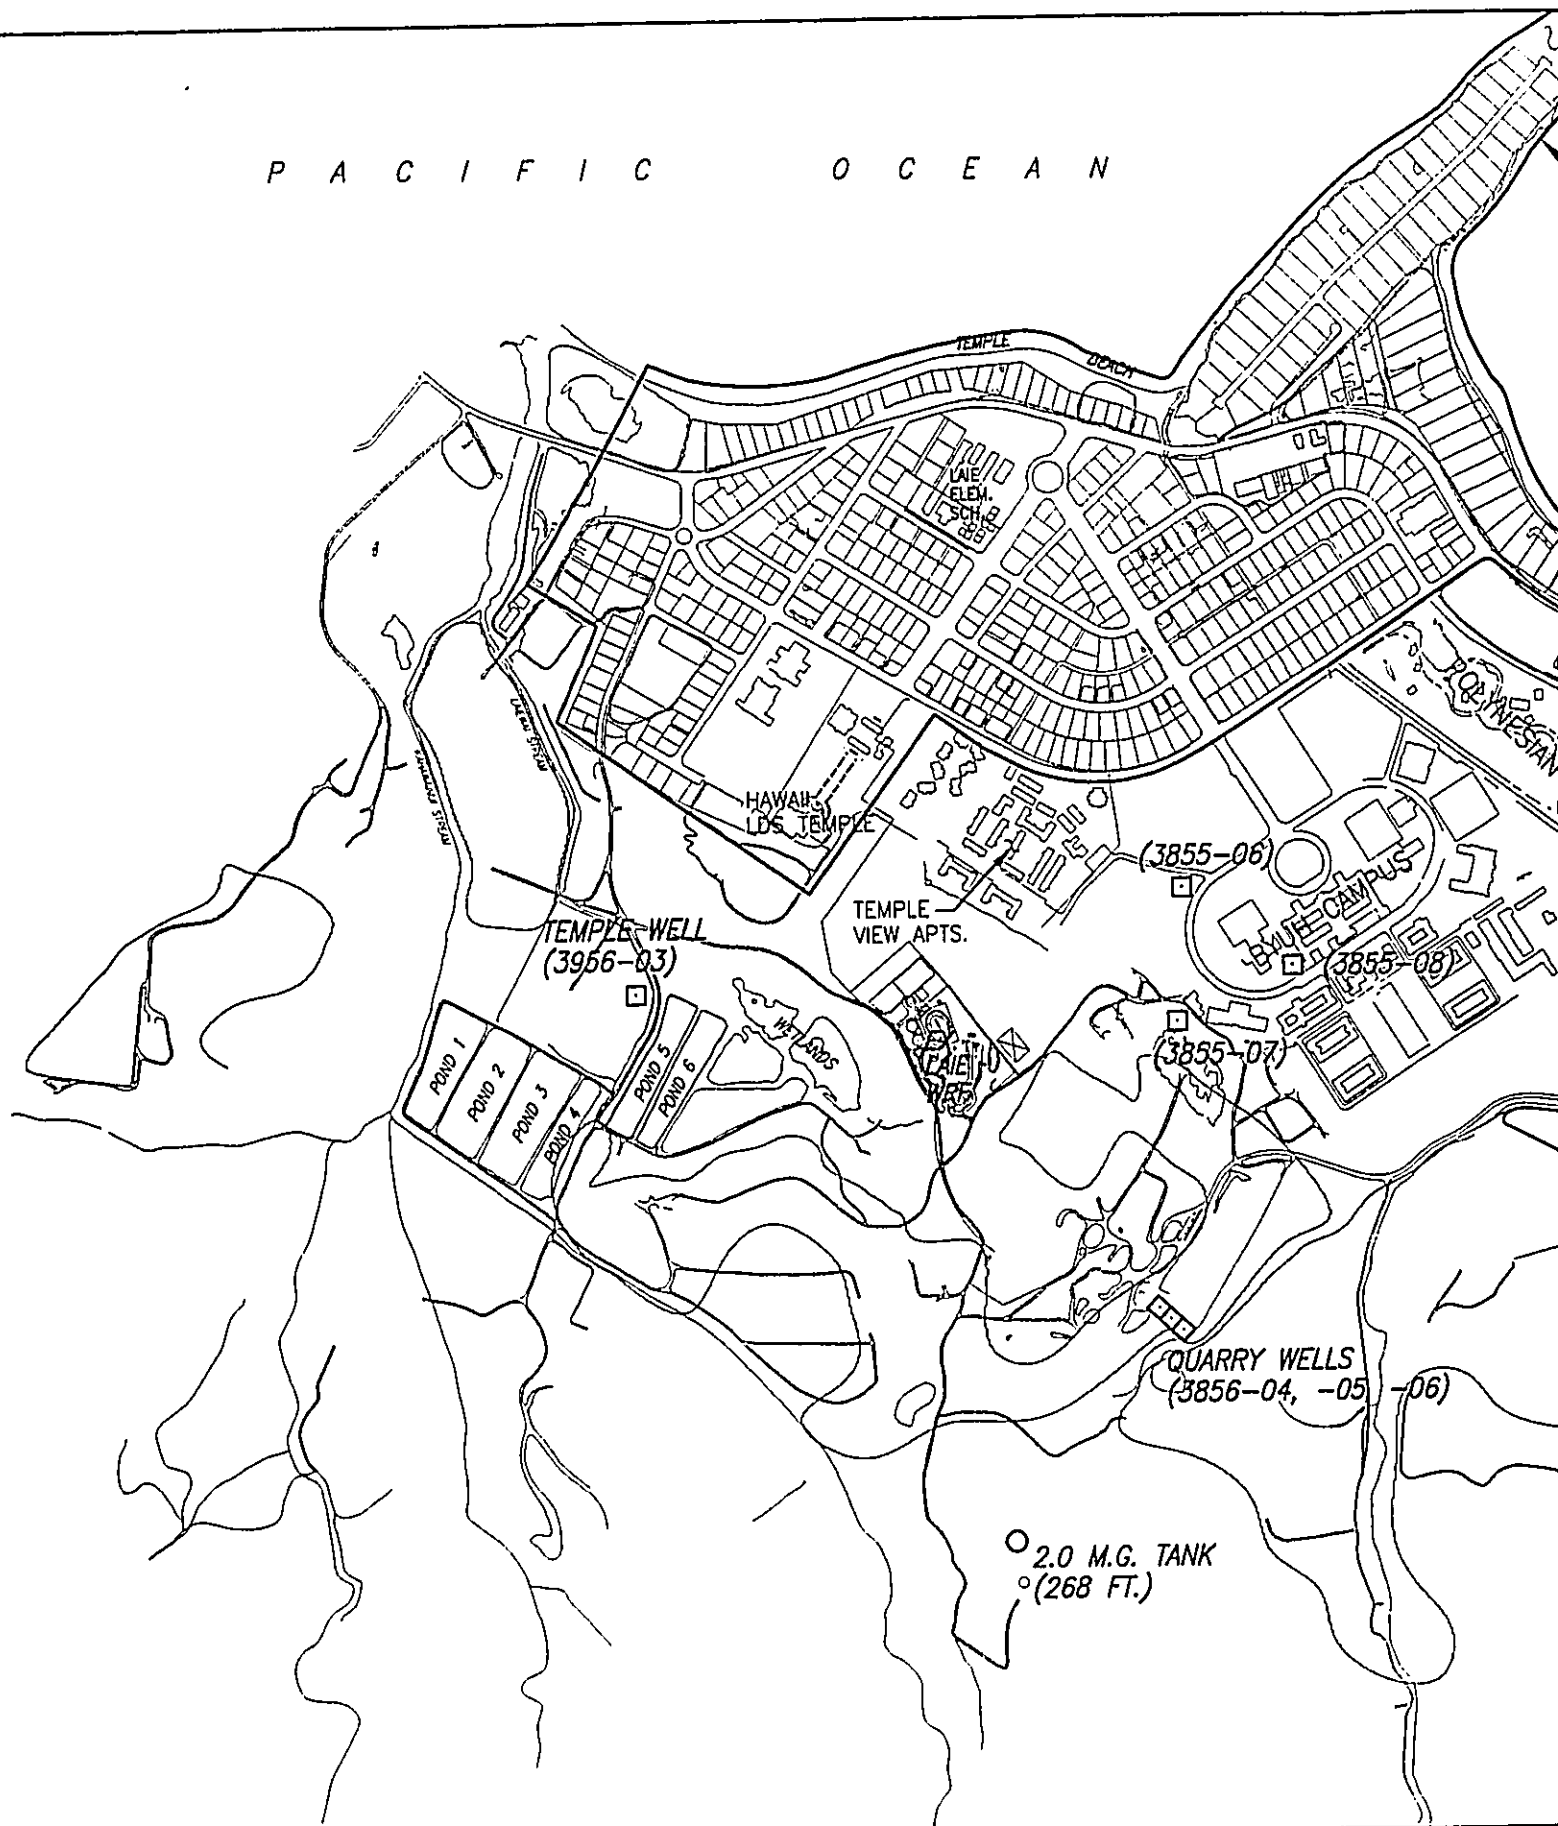 PACIFIC OCEAN
TEMPLE BEACH
LAIE
ELEM.
SCH.
POLYNESIAN
HAWAII
LDS TEMPLE
(3855-06)
TEMPLE
VIEW APTS.
BYUH CAMPUS
TEMPLE WELL
(3956-03)
(3855-08)
WETLANDS
(3855-07)
LAIE
WRF
POND 1
POND 2
POND 3
POND 4
POND 5
POND 6
QUARRY WELLS
(3856-04, -05, -06)
2.0 M.G. TANK
(268 FT.)